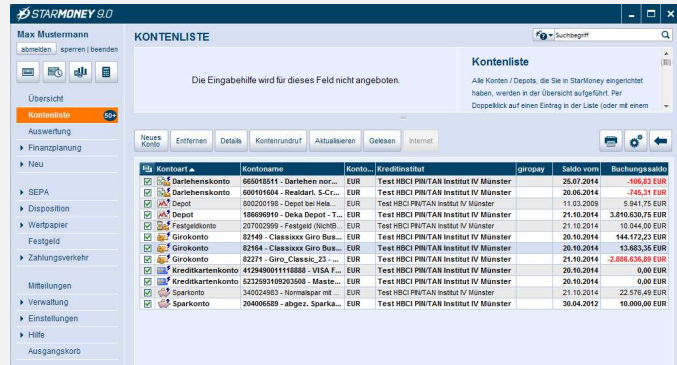 STARMONEY 9.0
Max Mustermann
abmelden sperren | beenden
Übersicht
Kontenliste 50+
Auswertung
Finanzplanung
Neu
SEPA
Disposition
Wertpapier
Festgeld
Zahlungsverkehr
Mitteilungen
Verwaltung
Einstellungen
Hilfe
Ausgangskorb
KONTENLISTE
Suchbegriff
Die Eingabehilfe wird für dieses Feld nicht angeboten.
Kontenliste
Alle Konten / Depots, die Sie in StarMoney eingerichtet
haben, werden in der Übersicht aufgeführt. Per
Doppelklick auf einen Eintrag in der Liste (oder mit einem
Neues Konto Entfernen Details Kontenrundruf Aktualisieren Gelesen Internet
Kontoart Kontoname Konto... Kreditinstitut giropay Saldo vom Buchungssaldo
Darlehenskonto 665018511 - Darlehen nor... EUR Test HBCI PIN/TAN Institut IV Münster 25.07.2014 -106,83 EUR
Darlehenskonto 600101604 - Realdarl. S-Cr... EUR Test HBCI PIN/TAN Institut IV Münster 20.06.2014 -745,31 EUR
Depot 800200198 - Depot bei Hela... EUR Test HBCI PIN/TAN Institut IV Münster 11.03.2009 5.941,75 EUR
Depot 186696910 - Deka Depot - T... EUR Test HBCI PIN/TAN Institut IV Münster 21.10.2014 3.810.630,75 EUR
Festgeldkonto 207002999 - Festgeld (NichtB... EUR Test HBCI PIN/TAN Institut IV Münster 21.10.2014 10.044,00 EUR
Girokonto 82149 - Classixxx Giro Bus... EUR Test HBCI PIN/TAN Institut IV Münster 20.10.2014 144.172,23 EUR
Girokonto 82164 - Classixxx Giro Bus... EUR Test HBCI PIN/TAN Institut IV Münster 20.10.2014 13.683,35 EUR
Girokonto 82271 - Giro_Classic_23 - ... EUR Test HBCI PIN/TAN Institut IV Münster 21.10.2014 -2.886.636,89 EUR
Kreditkartenkonto 4129490011118888 - VISA F... EUR Test HBCI PIN/TAN Institut IV Münster 20.10.2014 0,00 EUR
Kreditkartenkonto 5232593109203508 - Maste... EUR Test HBCI PIN/TAN Institut IV Münster 20.10.2014 0,00 EUR
Sparkonto 340024983 - Normalspar mit ... EUR Test HBCI PIN/TAN Institut IV Münster 21.10.2014 22.576,49 EUR
Sparkonto 204006589 - abgez. Sparka... EUR Test HBCI PIN/TAN Institut IV Münster 30.04.2012 10.000,00 EUR